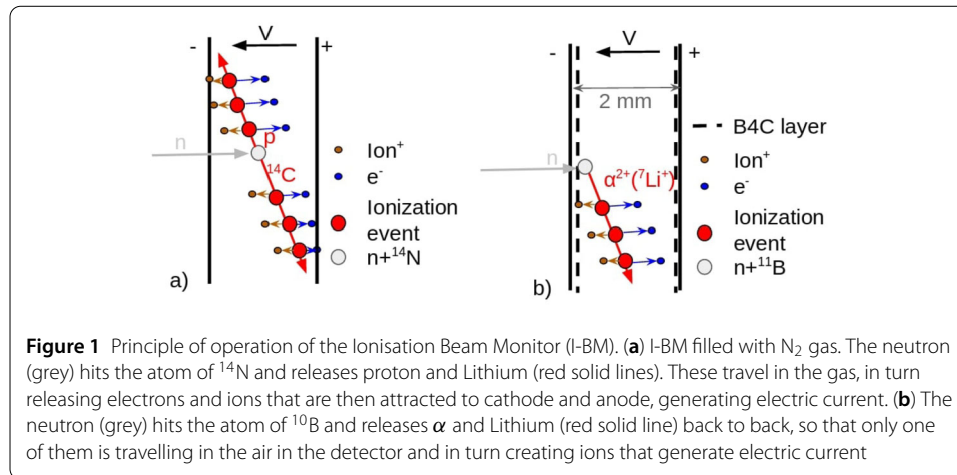 - V +
p
n
14C
Ion+
e-
Ionization
event
n+14N
a)
- V +
2 mm
n
α2+(7Li+)
B4C layer
Ion+
e-
Ionization
event
n+11B
b)
Figure 1 Principle of operation of the Ionisation Beam Monitor (I-BM). (a) I-BM filled with N2 gas. The neutron
(grey) hits the atom of 14N and releases proton and Lithium (red solid lines). These travel in the gas, in turn
releasing electrons and ions that are then attracted to cathode and anode, generating electric current. (b) The
neutron (grey) hits the atom of 10B and releases α and Lithium (red solid line) back to back, so that only one
of them is travelling in the air in the detector and in turn creating ions that generate electric current